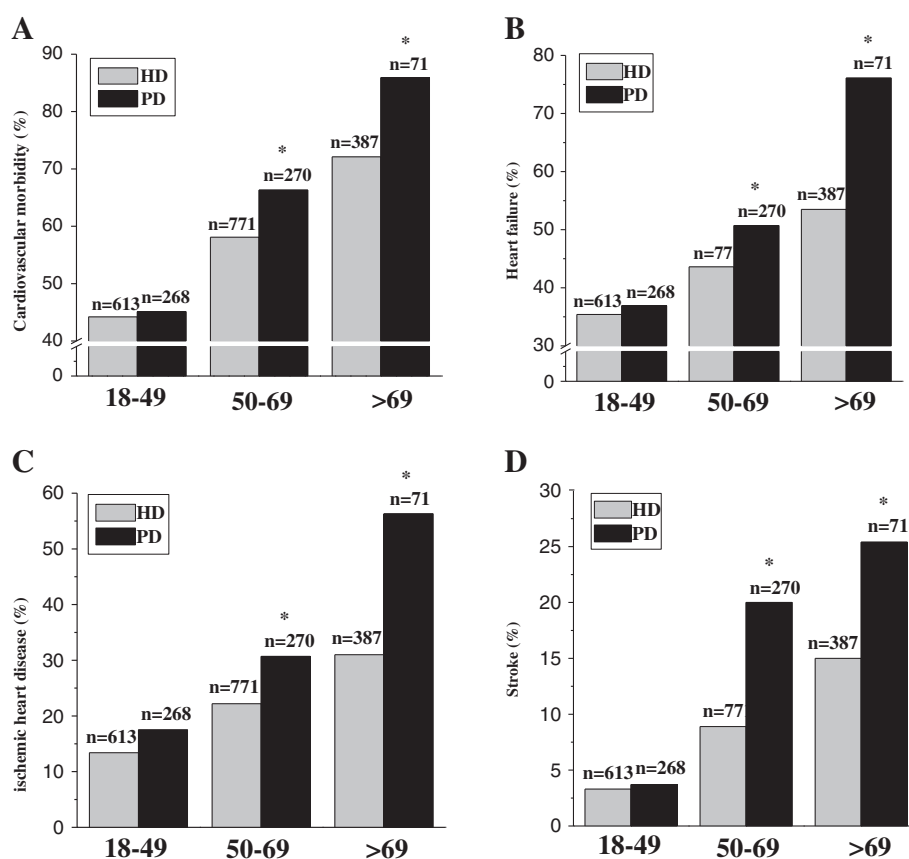 A
90
80
70
60
50
40
0
Cardiovascular morbidity (%)
HD
PD
n=613
n=268
n=771
*
n=270
n=387
*
n=71
18-49
50-69
>69
B
80
70
60
50
40
30
0
Heart failure (%)
HD
PD
n=613
n=268
n=77
*
n=270
n=387
*
n=71
18-49
50-69
>69
C
60
50
40
30
20
10
0
ischemic heart disease (%)
HD
PD
n=613
n=268
n=771
*
n=270
n=387
*
n=71
18-49
50-69
>69
D
30
25
20
15
10
5
0
Stroke (%)
HD
PD
n=613
n=268
n=771
*
n=270
n=387
*
n=71
18-49
50-69
>69